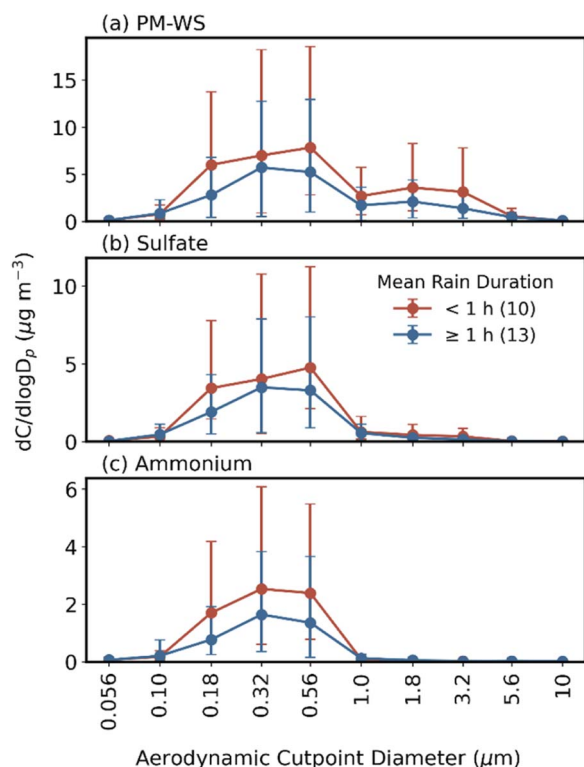 (a) PM-WS
15
10
5
0
(b) Sulfate
10
5
0
Mean Rain Duration
< 1 h (10)
≥ 1 h (13)
(c) Ammonium
6
4
2
0
dC/dlogDₚ (μg m⁻³)
0.056 0.10 0.18 0.32 0.56 1.0 1.8 3.2 5.6 10
Aerodynamic Cutpoint Diameter (μm)